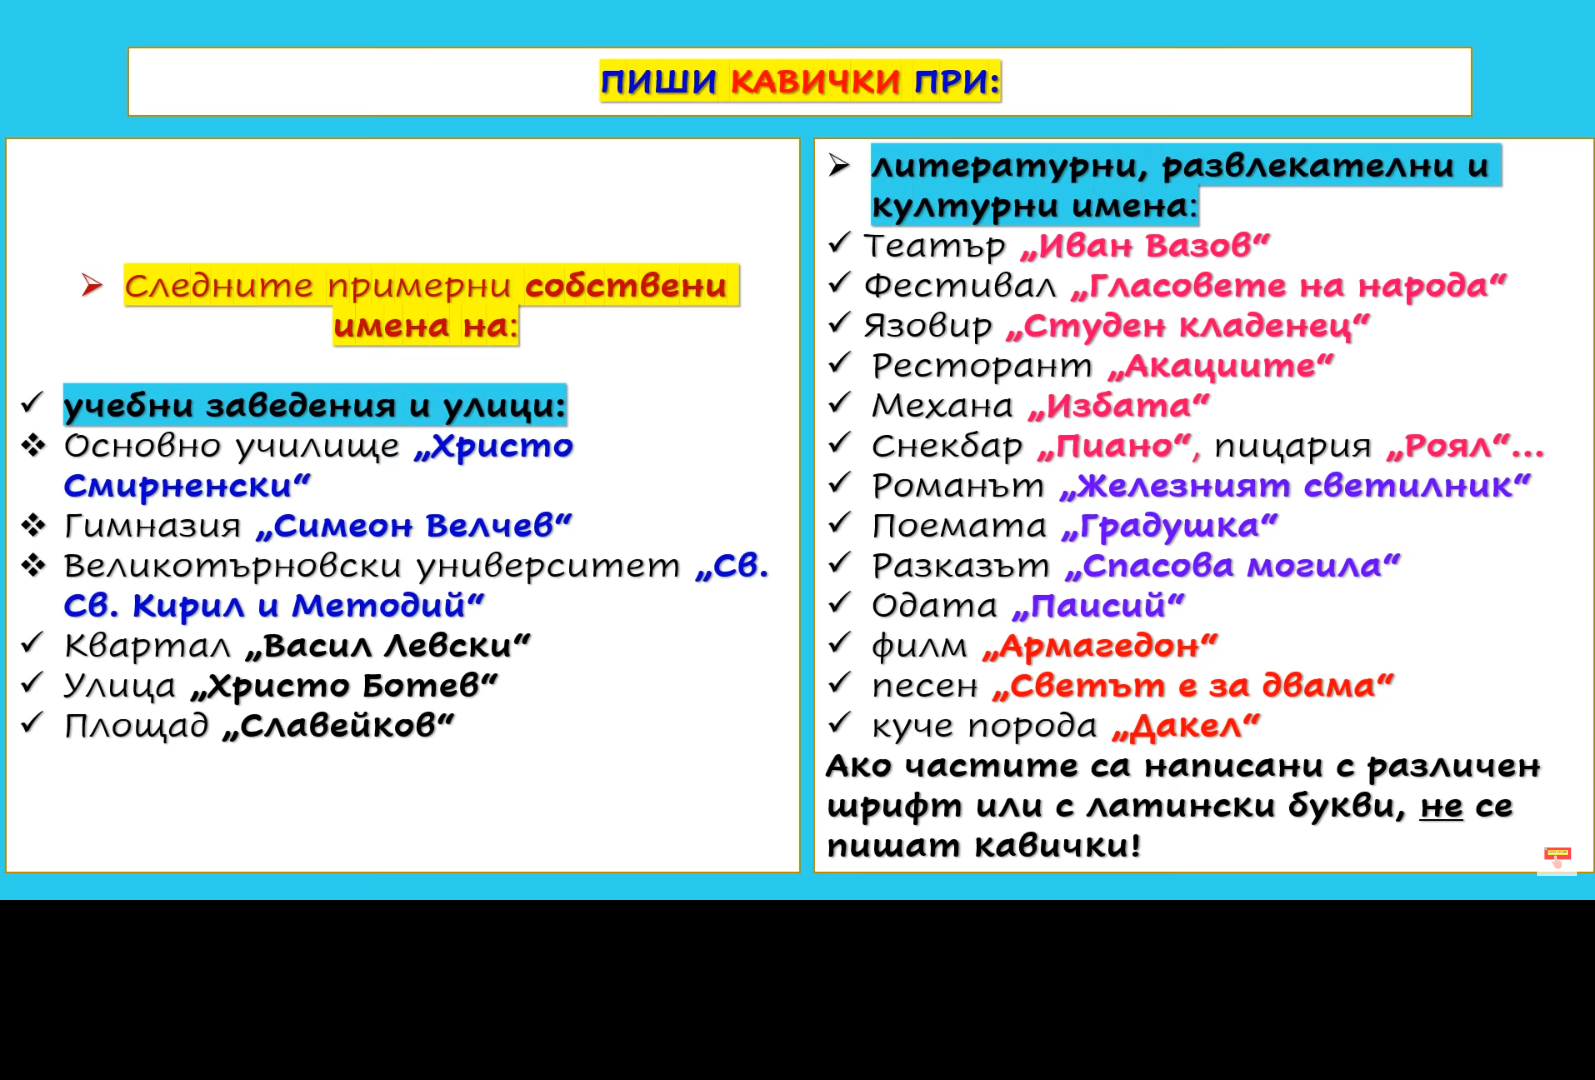 ПИШИ КАВИЧКИ ПРИ:
Следните примерни собствени
имена на:
учебни заведения и улици:
Основно училище „Христо
Смирненски“
Гимназия „Симеон Велчев“
Великотърновски университет „Св.
Св. Кирил и Методий“
Квартал „Васил Левски“
Улица „Христо Ботев“
Площад „Славейков“
литературни, развлекателни и
културни имена:
Театър „Иван Вазов“
Фестивал „Гласовете на народа“
Язовир „Студен кладенец“
Ресторант „Акациите“
Механа „Избата“
Снекбар „Пиано“, пицария „Роял“...
Романът „Железният светилник“
Поемата „Градушка“
Разказът „Спасова могила“
Одата „Паисий“
филм „Армагедон“
песен „Светът е за двама“
куче порода „Дакел“
Ако частите са написани с различен
шрифт или с латински букви, не се
пишат кавички!